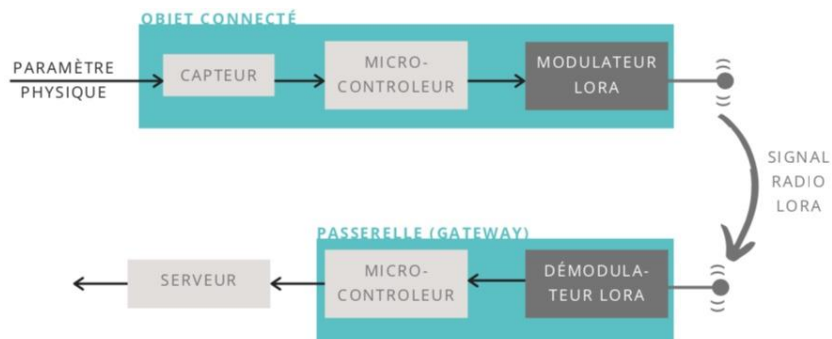 OBJET CONNECTÉ
PARAMÈTRE
PHYSIQUE
CAPTEUR
MICRO-
CONTROLEUR
MODULATEUR
LORA
SIGNAL
RADIO
LORA
PASSERELLE (GATEWAY)
SERVEUR
MICRO-
CONTROLEUR
DÉMODULA-
TEUR LORA